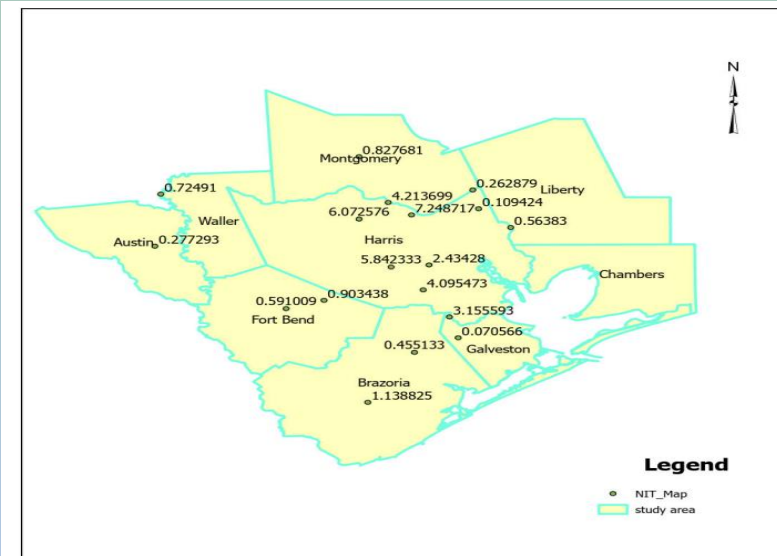 N
0.827681
Montgomery
0.72491
0.262879
Liberty
4.213699
0.109424
6.072576
7.248717
Waller
0.56383
Austin
0.277293
Harris
5.842333
2.43428
Chambers
4.095473
0.591009
0.903438
Fort Bend
3.155593
0.070566
0.455133
Galveston
Brazoria
1.138825
Legend
NIT_Map
study area